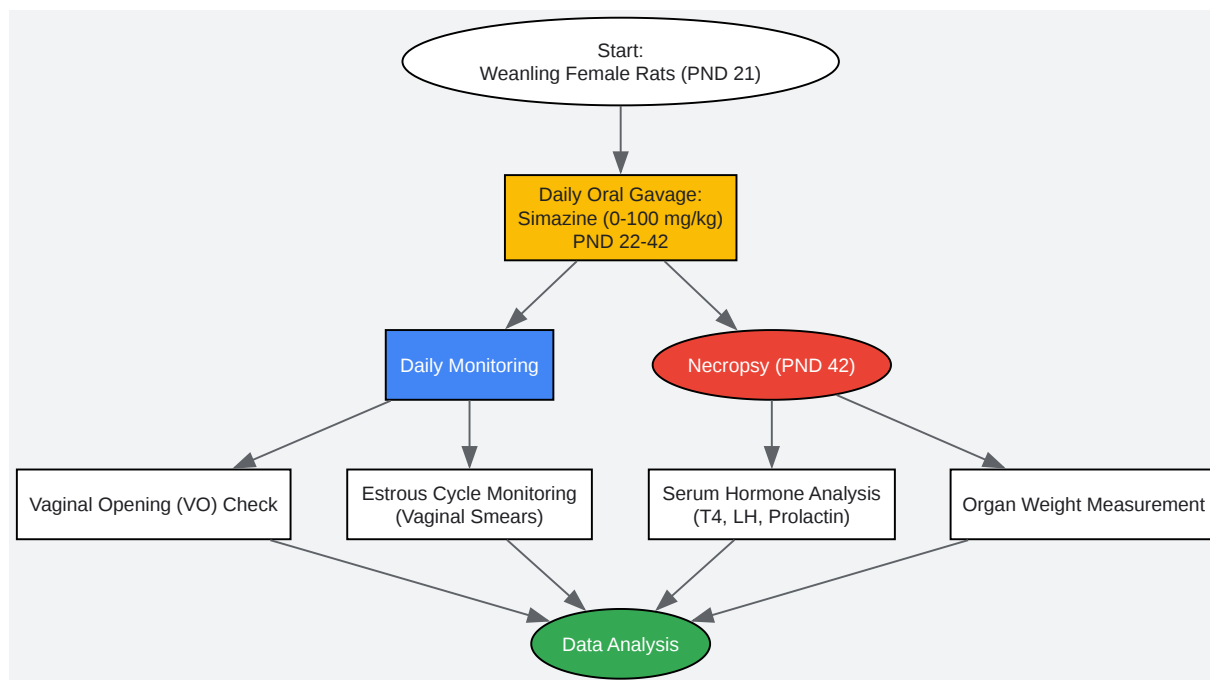 Start:
Weanling Female Rats (PND 21)
Daily Oral Gavage:
Simazine (0-100 mg/kg)
PND 22-42
Daily Monitoring
Necropsy (PND 42)
Vaginal Opening (VO) Check
Estrous Cycle Monitoring
(Vaginal Smears)
Serum Hormone Analysis
(T4, LH, Prolactin)
Organ Weight Measurement
Data Analysis